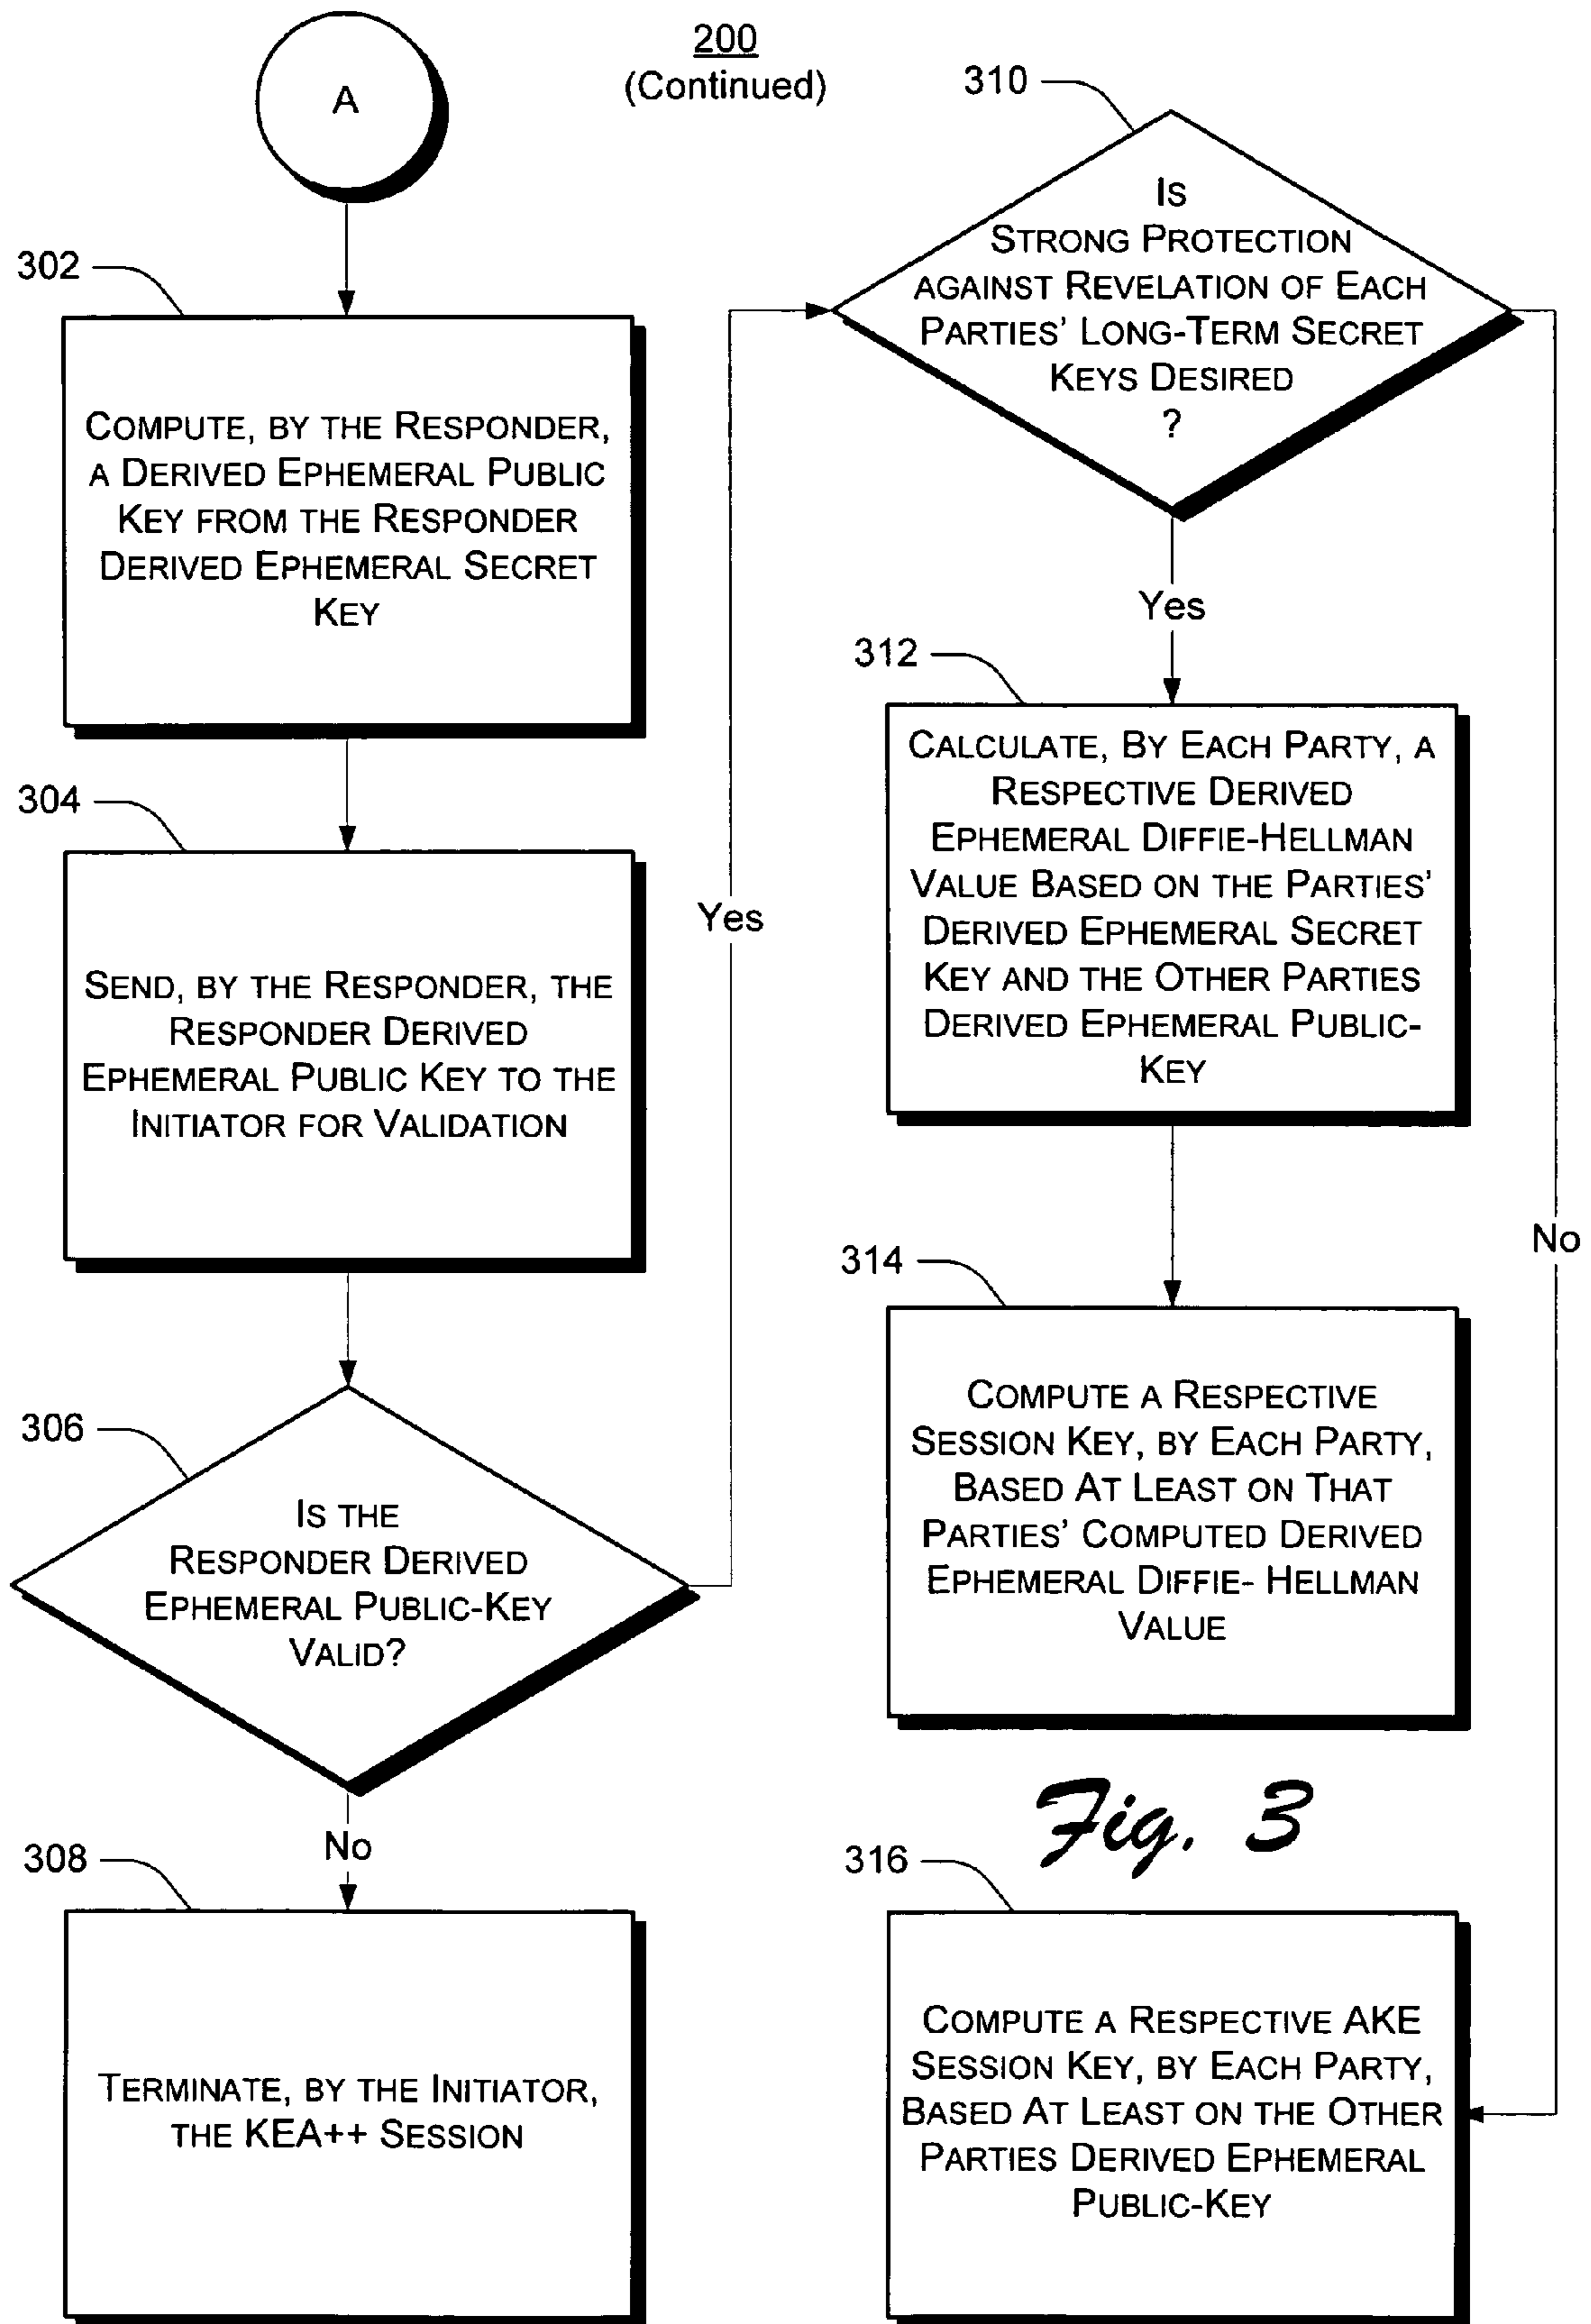 200
(Continued)
A
302
COMPUTE, BY THE RESPONDER,
A DERIVED EPHEMERAL PUBLIC
KEY FROM THE RESPONDER
DERIVED EPHEMERAL SECRET
KEY
304
SEND, BY THE RESPONDER, THE
RESPONDER DERIVED
EPHEMERAL PUBLIC KEY TO THE
INITIATOR FOR VALIDATION
306
IS THE
RESPONDER DERIVED
EPHEMERAL PUBLIC-KEY
VALID?
Yes
No
308
TERMINATE, BY THE INITIATOR,
THE KEA++ SESSION
310
IS
STRONG PROTECTION
AGAINST REVELATION OF EACH
PARTIES' LONG-TERM SECRET
KEYS DESIRED
?
Yes
No
312
CALCULATE, BY EACH PARTY, A
RESPECTIVE DERIVED
EPHEMERAL DIFFIE-HELLMAN
VALUE BASED ON THE PARTIES'
DERIVED EPHEMERAL SECRET
KEY AND THE OTHER PARTIES
DERIVED EPHEMERAL PUBLIC-
KEY
314
COMPUTE A RESPECTIVE
SESSION KEY, BY EACH PARTY,
BASED AT LEAST ON THAT
PARTIES' COMPUTED DERIVED
EPHEMERAL DIFFIE- HELLMAN
VALUE
Fig. 3
316
COMPUTE A RESPECTIVE AKE
SESSION KEY, BY EACH PARTY,
BASED AT LEAST ON THE OTHER
PARTIES DERIVED EPHEMERAL
PUBLIC-KEY